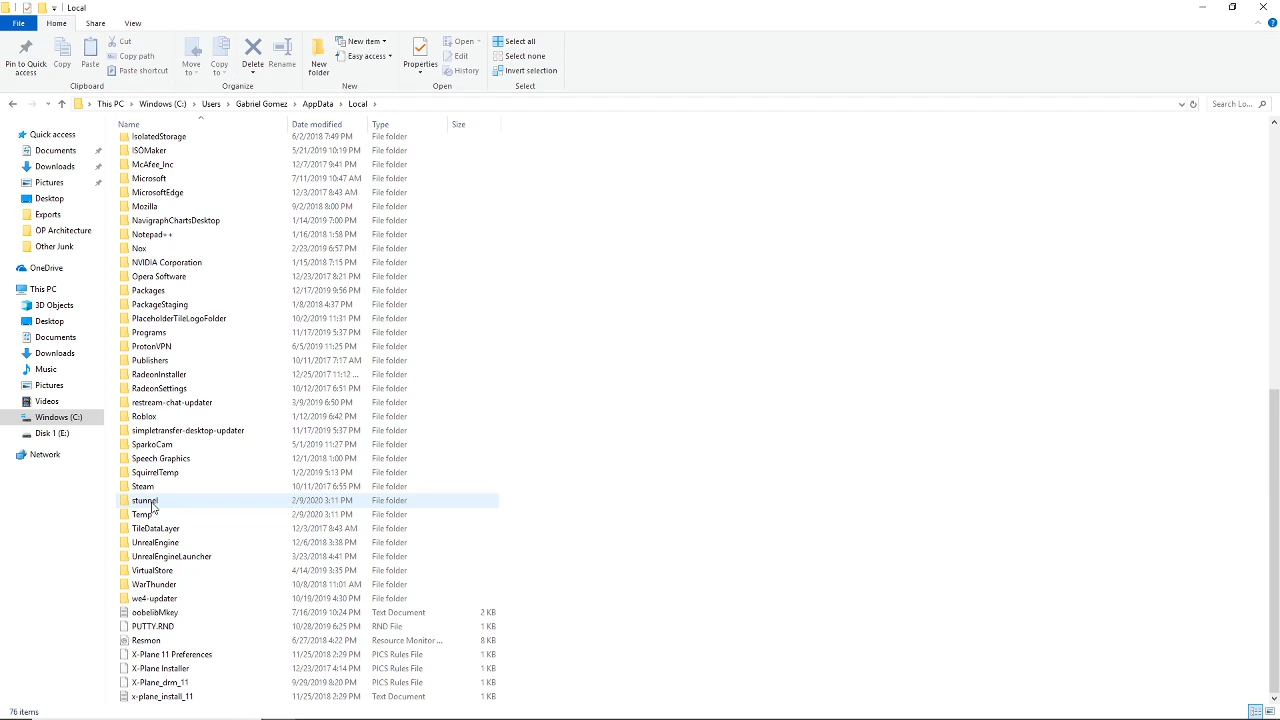 Local
File Home Share View
Pin to Quick access
Copy
Paste
Cut
Copy path
Paste shortcut
Clipboard
Move to
Copy to
Delete
Rename
Organize
New folder
New item
Easy access
New
Properties
Open
Edit
History
Open
Select all
Select none
Invert selection
Select
This PC Windows (C:) Users Gabriel Gomez AppData Local
Search Lo...
Quick access
Documents
Downloads
Pictures
Desktop
Exports
OP Architecture
Other Junk
OneDrive
This PC
3D Objects
Desktop
Documents
Downloads
Music
Pictures
Videos
Windows (C:)
Disk 1 (E:)
Network
Name Date modified Type Size
IsolatedStorage 6/2/2018 7:49 PM File folder
ISOMaker 5/21/2019 10:19 PM File folder
McAfee_Inc 12/7/2017 9:41 PM File folder
Microsoft 7/11/2019 10:47 AM File folder
MicrosoftEdge 12/3/2017 8:43 AM File folder
Mozilla 9/2/2018 8:00 PM File folder
NavigraphChartsDesktop 1/14/2019 7:00 PM File folder
Notepad++ 1/16/2018 1:58 PM File folder
Nox 2/23/2019 6:57 PM File folder
NVIDIA Corporation 1/15/2018 7:15 PM File folder
Opera Software 12/23/2017 8:21 PM File folder
Packages 12/17/2019 9:56 PM File folder
PackageStaging 1/8/2018 4:37 PM File folder
PlaceholderTileLogoFolder 10/2/2019 11:31 PM File folder
Programs 11/17/2019 5:37 PM File folder
ProtonVPN 6/5/2019 11:25 PM File folder
Publishers 10/11/2017 7:17 AM File folder
RadeonInstaller 12/25/2017 11:12 ... File folder
RadeonSettings 10/12/2017 6:51 PM File folder
restream-chat-updater 3/9/2019 6:50 PM File folder
Roblox 1/12/2019 6:42 PM File folder
simpletransfer-desktop-updater 11/17/2019 5:37 PM File folder
SparkoCam 5/1/2019 11:27 PM File folder
Speech Graphics 12/1/2018 1:00 PM File folder
SquirrelTemp 1/2/2019 5:13 PM File folder
Steam 10/11/2017 6:55 PM File folder
stunnel 2/9/2020 3:11 PM File folder
Temp 2/9/2020 3:11 PM File folder
TileDataLayer 12/3/2017 8:43 AM File folder
UnrealEngine 12/6/2018 3:38 PM File folder
UnrealEngineLauncher 3/23/2018 4:41 PM File folder
VirtualStore 4/14/2019 3:35 PM File folder
WarThunder 10/8/2018 11:01 AM File folder
we4-updater 10/19/2019 4:30 PM File folder
oobelibMkey 7/16/2019 10:24 PM Text Document 2 KB
PUTTY.RND 10/28/2019 6:25 PM RND File 1 KB
Resmon 6/27/2018 4:22 PM Resource Monitor ... 8 KB
X-Plane 11 Preferences 11/25/2018 2:29 PM PICS Rules File 1 KB
X-Plane Installer 12/23/2017 4:14 PM PICS Rules File 1 KB
X-Plane_drm_11 9/29/2019 8:20 PM PICS Rules File 1 KB
x-plane_install_11 11/25/2018 2:29 PM Text Document 1 KB
76 items